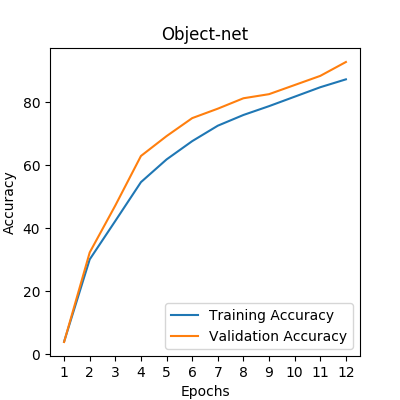 Object-net
Accuracy
80
60
40
20
0
Training Accuracy
Validation Accuracy
1 2 3 4 5 6 7 8 9 10 11 12
Epochs